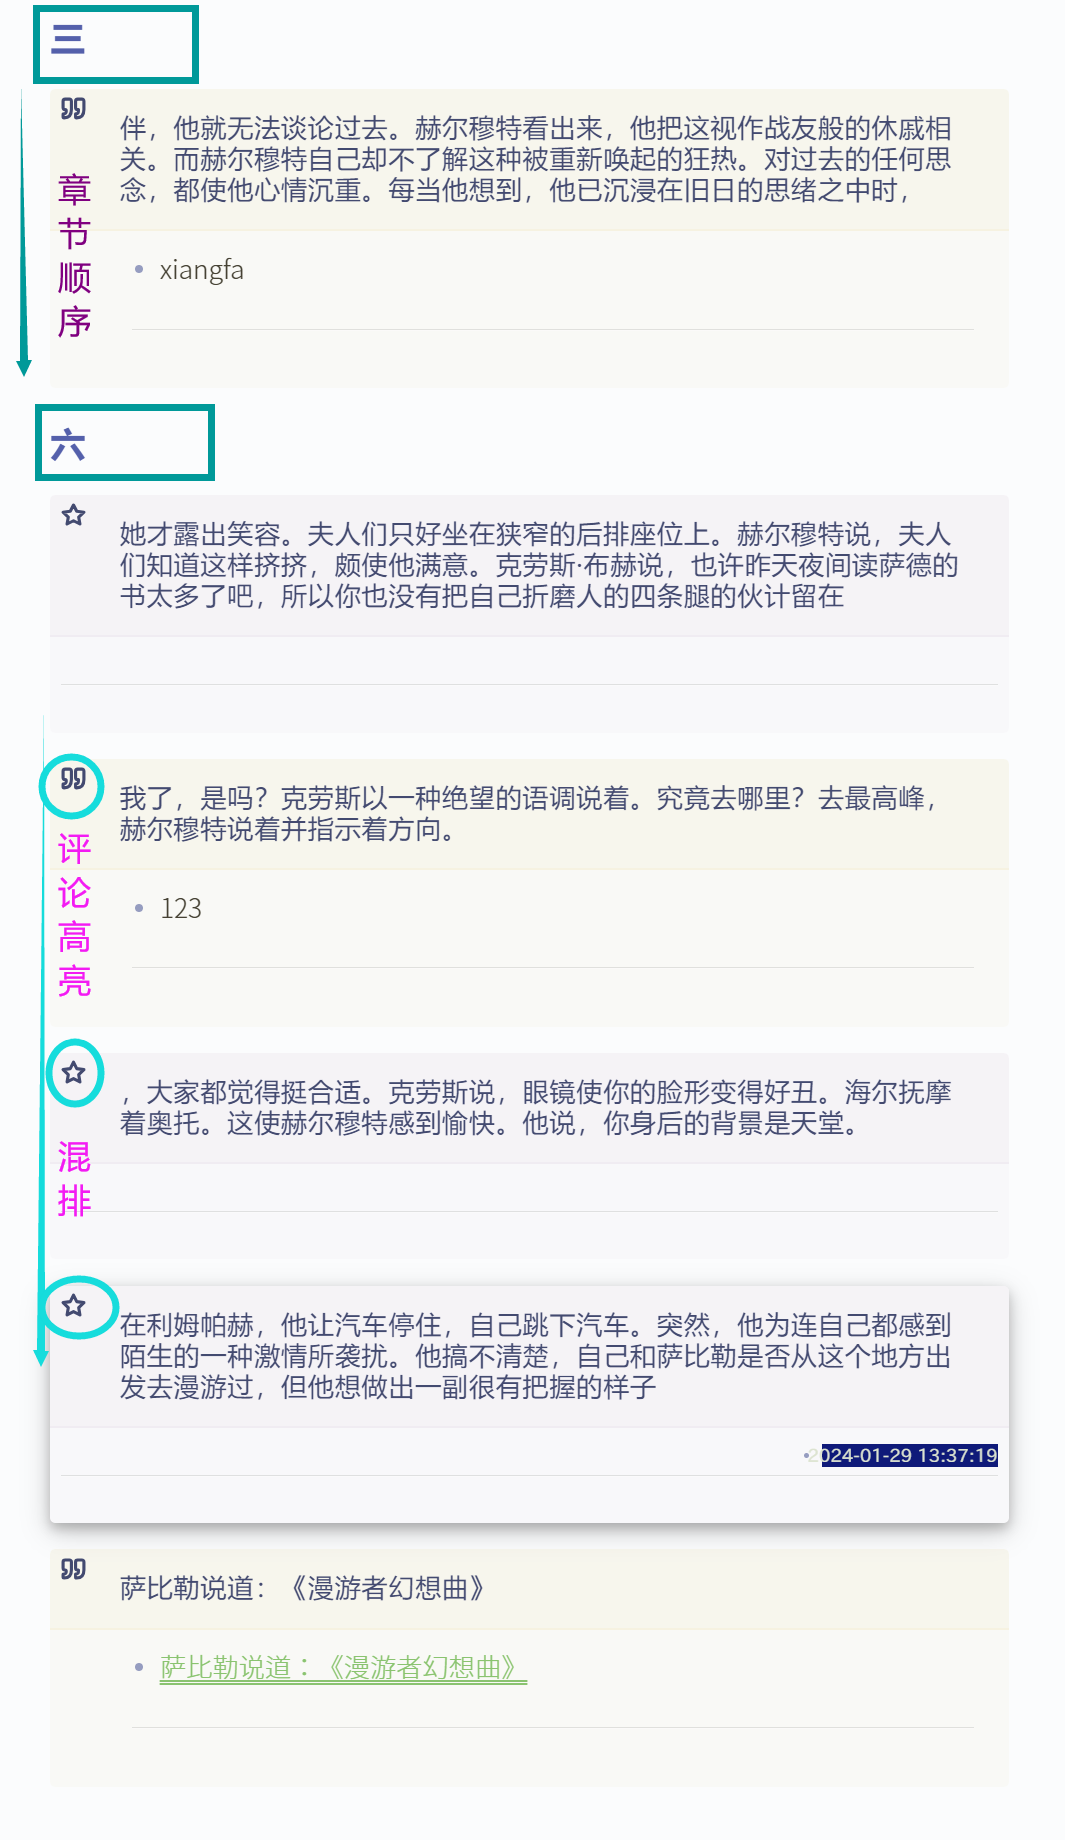 三
伴，他就无法谈论过去。赫尔穆特看出来，他把这视作战友般的休戚相
关。而赫尔穆特自己却不了解这种被重新唤起的狂热。对过去的任何思
念，都使他心情沉重。每当他想到，他已沉浸在旧日的思绪之中时，
章节顺序
xiangfa
六
她才露出笑容。夫人们只好坐在狭窄的后排座位上。赫尔穆特说，夫人
们知道这样挤挤，颇使他满意。克劳斯·布赫说，也许昨天夜间读萨德的
书太多了吧，所以你也没有把自己折磨人的四条腿的伙计留在
我了，是吗？克劳斯以一种绝望的语调说着。究竟去哪里？去最高峰，
赫尔穆特说着并指示着方向。
评论高亮
123
，大家都觉得挺合适。克劳斯说，眼镜使你的脸形变得好丑。海尔抚摩
着奥托。这使赫尔穆特感到愉快。他说，你身后的背景是天堂。
混排
在利姆帕赫，他让汽车停住，自己跳下汽车。突然，他为连自己都感到
陌生的一种激情所袭扰。他搞不清楚，自己和萨比勒是否从这个地方出
发去漫游过，但他想做出一副很有把握的样子
2024-01-29 13:37:19
萨比勒说道：《漫游者幻想曲》
萨比勒说道：《漫游者幻想曲》